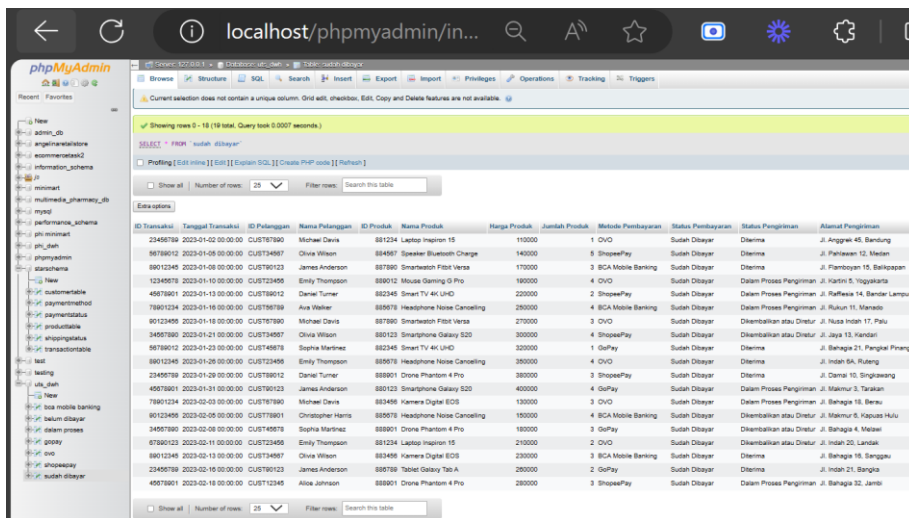 localhost/phpmyadmin/in...
phpMyAdmin
Recent Favorites
New
admin_db
angelinaretailstore
ecommercetask2
information_schema
minimart
multimedia_pharmacy_db
mysql
performance_schema
phi minimart
phi_dwh
phpmyadmin
starschema
New
customertable
paymentmethod
paymentstatus
producttable
shippingstatus
transactiontable
test
testing
uts_dwh
New
bca mobile banking
belum dibayar
dalam proses
gopay
ovo
shopeepay
sudah dibayar
Server: 127.0.0.1 » Database: uts_dwh » Table: sudah dibayar
Browse Structure SQL Search Insert Export Import Privileges Operations Tracking Triggers
Current selection does not contain a unique column. Grid edit, checkbox, Edit, Copy and Delete features are not available.
Showing rows 0 - 18 (19 total, Query took 0.0007 seconds.)
SELECT * FROM `sudah dibayar`
Profiling [ Edit inline ] [ Edit ] [ Explain SQL ] [ Create PHP code ] [ Refresh ]
Show all | Number of rows: 25 Filter rows: Search this table
Extra options
ID Transaksi Tanggal Transaksi ID Pelanggan Nama Pelanggan ID Produk Nama Produk Harga Produk Jumlah Produk Metode Pembayaran Status Pembayaran Status Pengiriman Alamat Pengiriman
23456789 2023-01-02 00:00:00 CUST67890 Michael Davis 881234 Laptop Inspiron 15 110000 1 OVO Sudah Dibayar Diterima Jl. Anggrek 45, Bandung
56789012 2023-01-05 00:00:00 CUST34567 Olivia Wilson 884567 Speaker Bluetooth Charge 140000 5 ShopeePay Sudah Dibayar Diterima Jl. Pahlawan 12, Medan
89012345 2023-01-08 00:00:00 CUST90123 James Anderson 887890 Smartwatch Fitbit Versa 170000 3 BCA Mobile Banking Sudah Dibayar Diterima Jl. Flamboyan 15, Balikpapan
12345678 2023-01-10 00:00:00 CUST23456 Emily Thompson 889012 Mouse Gaming G Pro 190000 4 OVO Sudah Dibayar Dalam Proses Pengiriman Jl. Kartini 5, Yogyakarta
45678901 2023-01-13 00:00:00 CUST89012 Daniel Turner 882345 Smart TV 4K UHD 220000 2 ShopeePay Sudah Dibayar Dalam Proses Pengiriman Jl. Rafflesia 14, Bandar Lampu
78901234 2023-01-16 00:00:00 CUST56789 Ava Walker 885678 Headphone Noise Cancelling 250000 4 BCA Mobile Banking Sudah Dibayar Dalam Proses Pengiriman Jl. Rukun 11, Manado
90123456 2023-01-18 00:00:00 CUST67890 Michael Davis 887890 Smartwatch Fitbit Versa 270000 3 OVO Sudah Dibayar Dikembalikan atau Diretur Jl. Nusa Indah 17, Palu
34567890 2023-01-21 00:00:00 CUST34567 Olivia Wilson 880123 Smartphone Galaxy S20 300000 4 ShopeePay Sudah Dibayar Dikembalikan atau Diretur Jl. Jaya 13, Kendari
56789012 2023-01-23 00:00:00 CUST45678 Sophia Martinez 882345 Smart TV 4K UHD 320000 1 GoPay Sudah Dibayar Diterima Jl. Bahagia 21, Pangkal Pinang
89012345 2023-01-26 00:00:00 CUST23456 Emily Thompson 885678 Headphone Noise Cancelling 350000 4 OVO Sudah Dibayar Diterima Jl. Indah 6A, Ruteng
23456789 2023-01-29 00:00:00 CUST89012 Daniel Turner 888901 Drone Phantom 4 Pro 380000 3 ShopeePay Sudah Dibayar Diterima Jl. Damai 10, Singkawang
45678901 2023-01-31 00:00:00 CUST90123 James Anderson 880123 Smartphone Galaxy S20 400000 4 GoPay Sudah Dibayar Dalam Proses Pengiriman Jl. Makmur 3, Tarakan
78901234 2023-02-03 00:00:00 CUST67890 Michael Davis 883456 Kamera Digital EOS 130000 3 OVO Sudah Dibayar Dalam Proses Pengiriman Jl. Bahagia 18, Berau
90123456 2023-02-05 00:00:00 CUST78901 Christopher Harris 885678 Headphone Noise Cancelling 150000 4 BCA Mobile Banking Sudah Dibayar Dikembalikan atau Diretur Jl. Makmur 6, Kapuas Hulu
34567890 2023-02-08 00:00:00 CUST45678 Sophia Martinez 888901 Drone Phantom 4 Pro 180000 3 GoPay Sudah Dibayar Dikembalikan atau Diretur Jl. Bahagia 4, Melawi
67890123 2023-02-11 00:00:00 CUST23456 Emily Thompson 881234 Laptop Inspiron 15 210000 2 OVO Sudah Dibayar Dikembalikan atau Diretur Jl. Indah 20, Landak
89012345 2023-02-13 00:00:00 CUST34567 Olivia Wilson 883456 Kamera Digital EOS 230000 3 BCA Mobile Banking Sudah Dibayar Diterima Jl. Bahagia 16, Sanggau
23456789 2023-02-16 00:00:00 CUST90123 James Anderson 886789 Tablet Galaxy Tab A 260000 2 GoPay Sudah Dibayar Diterima Jl. Indah 21, Bangka
45678901 2023-02-18 00:00:00 CUST12345 Alice Johnson 888901 Drone Phantom 4 Pro 280000 3 ShopeePay Sudah Dibayar Dalam Proses Pengiriman Jl. Bahagia 32, Jambi
Show all | Number of rows: 25 Filter rows: Search this table